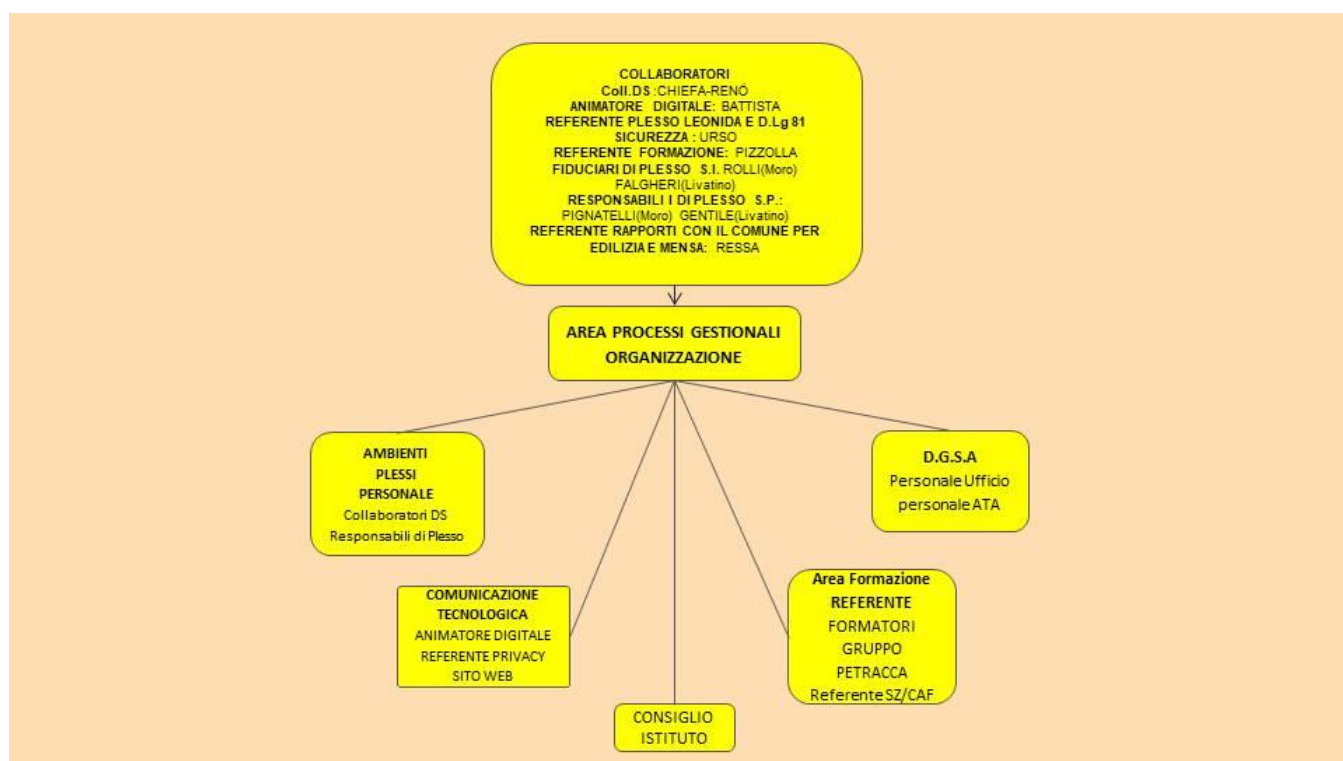 COLLABORATORI
Coll.DS :CHIEFA-RENÓ
ANIMATORE DIGITALE: BATTISTA
REFERENTE PLESSO LEONIDA E D.Lg 81
SICUREZZA : URSO
REFERENTE FORMAZIONE: PIZZOLLA
FIDUCIARI DI PLESSO S.I. ROLLI(Moro)
FALGHERI(Livatino)
RESPONSABILI I DI PLESSO S.P.:
PIGNATELLI(Moro) GENTILE(Livatino)
REFERENTE RAPPORTI CON IL COMUNE PER
EDILIZIA E MENSA: RESSA
AREA PROCESSI GESTIONALI
ORGANIZZAZIONE
AMBIENTI
PLESSI
PERSONALE
Collaboratori DS
Responsabili di Plesso
D.G.S.A
Personale Ufficio
personale ATA
COMUNICAZIONE
TECNOLOGICA
ANIMATORE DIGITALE
REFERENTE PRIVACY
SITO WEB
Area Formazione
REFERENTE
FORMATORI
GRUPPO
PETRACCA
Referente SZ/CAF
CONSIGLIO
ISTITUTO